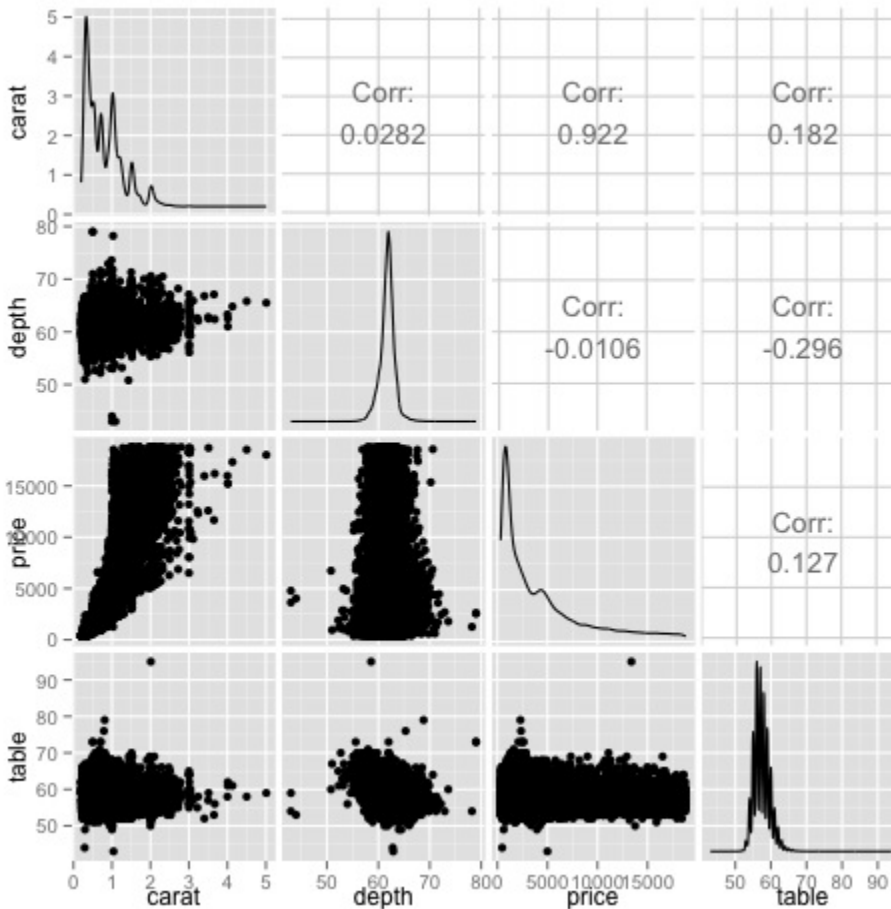 carat
5
4
3
2
1
0
Corr:
0.0282
Corr:
0.922
Corr:
0.182
depth
80
70
60
50
Corr:
-0.0106
Corr:
-0.296
price
15000
10000
5000
0
Corr:
0.127
table
90
80
70
60
50
0 1 2 3 4 5
50 60 70 80
0 5000 10000 15000
50 60 70 80 90
carat depth price table